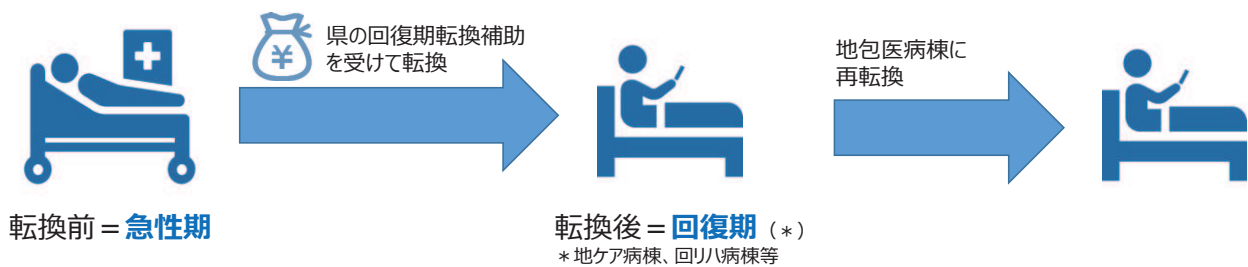 県の回復期転換補助
を受けて転換
地包医病棟に
再転換
転換前＝急性期
転換後＝回復期（＊）
＊地ケア病棟、回リハ病棟等
¥